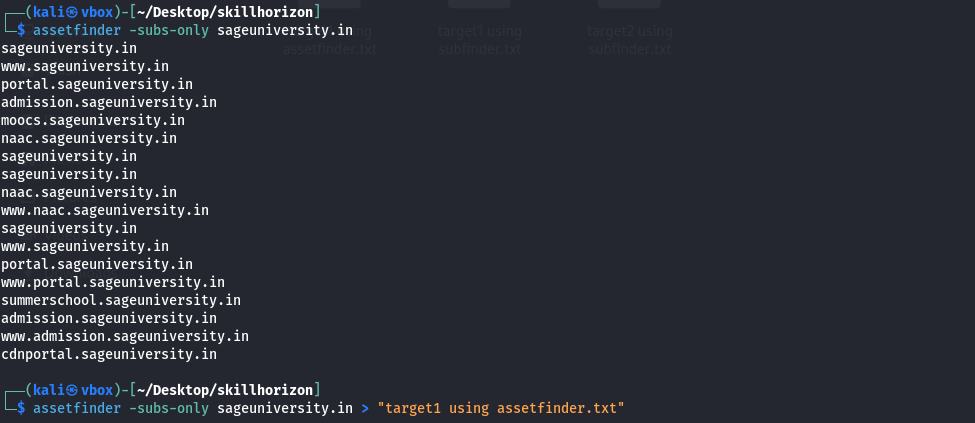 (kali㉿vbox)-[~/Desktop/skillhorizon]
$ assetfinder -subs-only sageuniversity.in
assetfinder.txt
target1 using
subfinder.txt
target2 using
subfinder.txt
sageuniversity.in
www.sageuniversity.in
portal.sageuniversity.in
admission.sageuniversity.in
moocs.sageuniversity.in
naac.sageuniversity.in
sageuniversity.in
sageuniversity.in
naac.sageuniversity.in
www.naac.sageuniversity.in
sageuniversity.in
www.sageuniversity.in
portal.sageuniversity.in
www.portal.sageuniversity.in
summerschool.sageuniversity.in
admission.sageuniversity.in
www.admission.sageuniversity.in
cdnportal.sageuniversity.in
(kali㉿vbox)-[~/Desktop/skillhorizon]
$ assetfinder -subs-only sageuniversity.in > "target1 using assetfinder.txt"